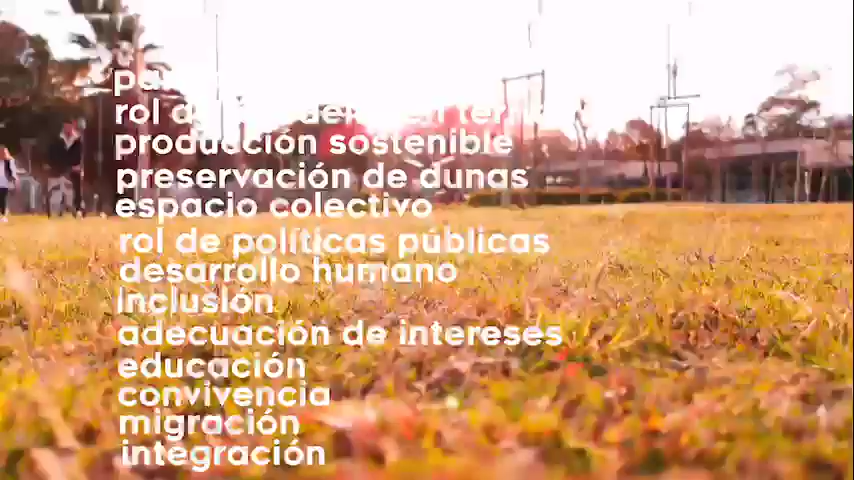 rol
producción sostenible
preservación de dunas
espacio colectivo
rol de políticas públicas
desarrollo humano
inclusión
adecuación de intereses
educación
convivencia
migración
integración